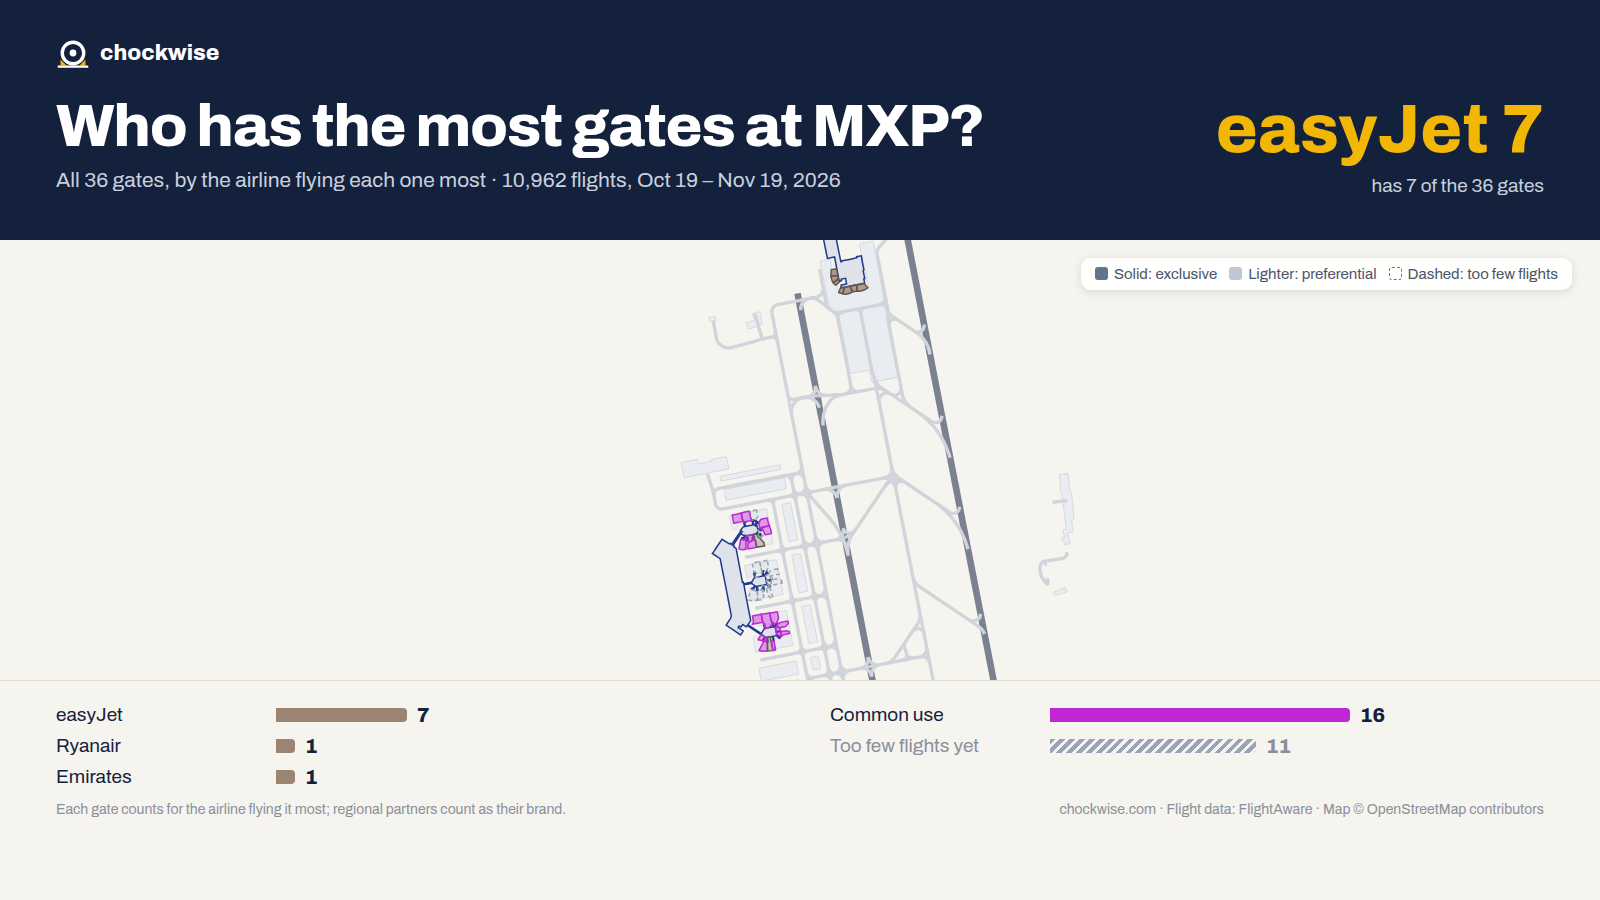 chockwise
Who has the most gates at MXP?
All 36 gates, by the airline flying each one most · 10,962 flights, Oct 19 – Nov 19, 2026
easyJet 7
has 7 of the 36 gates
Solid: exclusive
Lighter: preferential
Dashed: too few flights
easyJet 7
Ryanair 1
Emirates 1
Common use 16
Too few flights yet 11
Each gate counts for the airline flying it most; regional partners count as their brand.
chockwise.com · Flight data: FlightAware · Map © OpenStreetMap contributors